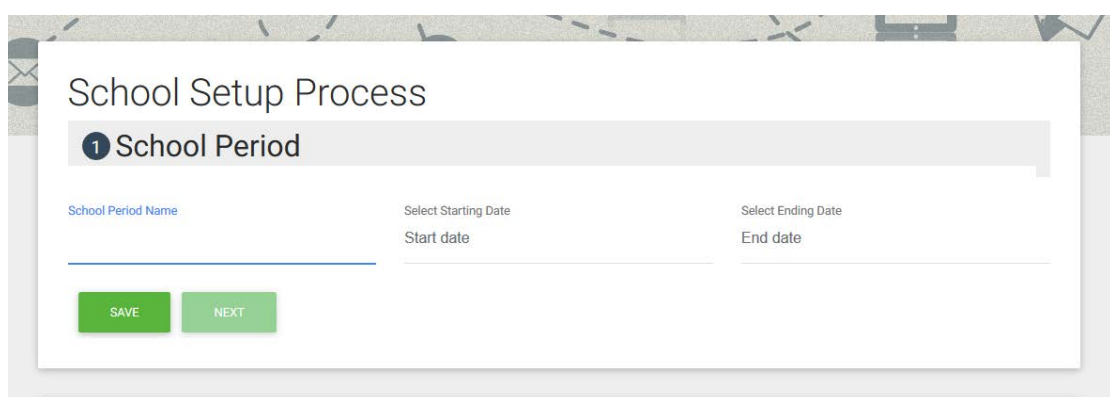 School Setup Process
1 School Period
School Period Name Select Starting Date Select Ending Date
Start date End date
SAVE NEXT